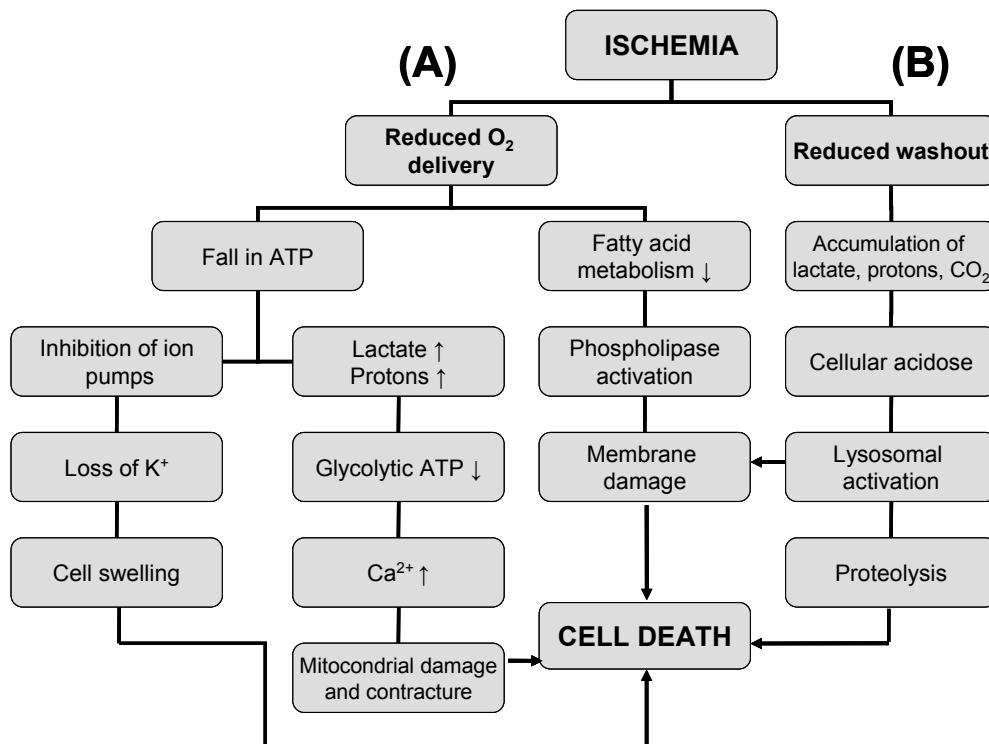 ISCHEMIA
(A)
(B)
Reduced O₂
delivery
Reduced washout
Fall in ATP
Fatty acid
metabolism ↓
Accumulation of
lactate, protons, CO₂
Inhibition of ion
pumps
Lactate ↑
Protons ↑
Phospholipase
activation
Cellular acidose
Loss of K⁺
Glycolytic ATP ↓
Membrane
damage
Lysosomal
activation
Cell swelling
Ca²⁺ ↑
Proteolysis
CELL DEATH
Mitocondrial damage
and contracture